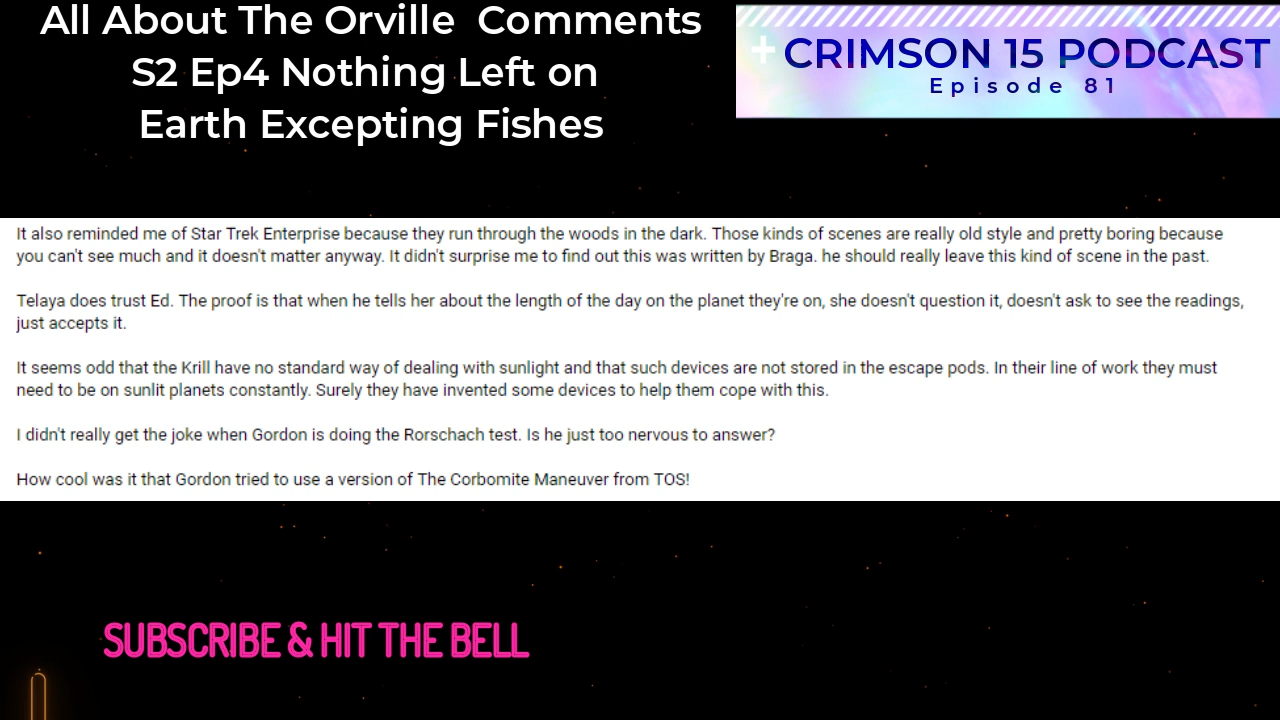 All About The Orville Comments
S2 Ep4 Nothing Left on
Earth Excepting Fishes
+ CRIMSON 15 PODCAST
Episode 81
It also reminded me of Star Trek Enterprise because they run through the woods in the dark. Those kinds of scenes are really old style and pretty boring because
you can't see much and it doesn't matter anyway. It didn't surprise me to find out this was written by Braga. he should really leave this kind of scene in the past.
Telaya does trust Ed. The proof is that when he tells her about the length of the day on the planet they're on, she doesn't question it, doesn't ask to see the readings,
just accepts it.
It seems odd that the Krill have no standard way of dealing with sunlight and that such devices are not stored in the escape pods. In their line of work they must
need to be on sunlit planets constantly. Surely they have invented some devices to help them cope with this.
I didn't really get the joke when Gordon is doing the Rorschach test. Is he just too nervous to answer?
How cool was it that Gordon tried to use a version of The Corbomite Maneuver from TOS!
SUBSCRIBE & HIT THE BELL